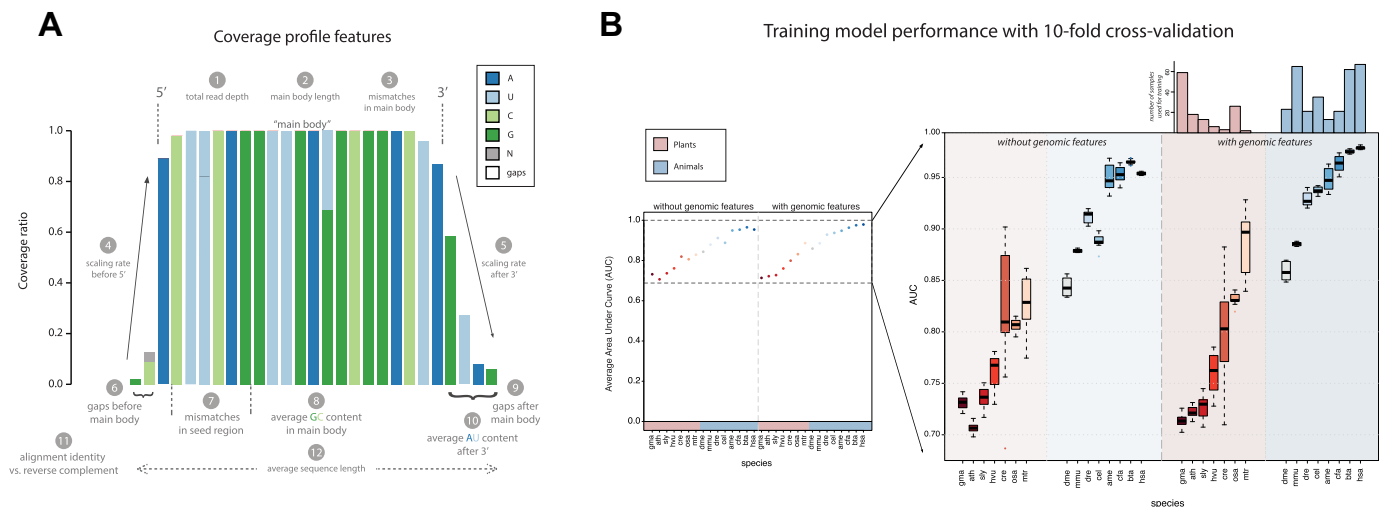 A
Coverage profile features
1
total read depth
2
main body length
3
mismatches
in main body
5′
3′
"main body"
A
U
C
G
N
gaps
Coverage ratio
1.0
0.8
0.6
0.4
0.2
0.0
4
scaling rate
before 5′
5
scaling rate
after 3′
6
gaps before
main body
7
mismatches
in seed region
8
average GC content
in main body
9
gaps after
main body
10
average AU content
after 3′
11
alignment identity
vs. reverse complement
12
average sequence length
B
Training model performance with 10-fold cross-validation
Plants
Animals
without genomic features
with genomic features
Average Area Under Curve (AUC)
1.0
0.8
0.6
0.4
0.2
0.0
gma ath sly hvu cre osa mtr dme mmu dre cel ame cfa bta hsa gma ath sly hvu cre osa mtr dme mmu dre cel ame cfa bta hsa
species
number of samples
used for training
0 20 40 60
without genomic features
with genomic features
AUC
1.00
0.95
0.90
0.85
0.80
0.75
0.70
gma ath sly hvu cre osa mtr dme mmu dre cel ame cfa bta hsa gma ath sly hvu cre osa mtr dme mmu dre cel ame cfa bta hsa
species